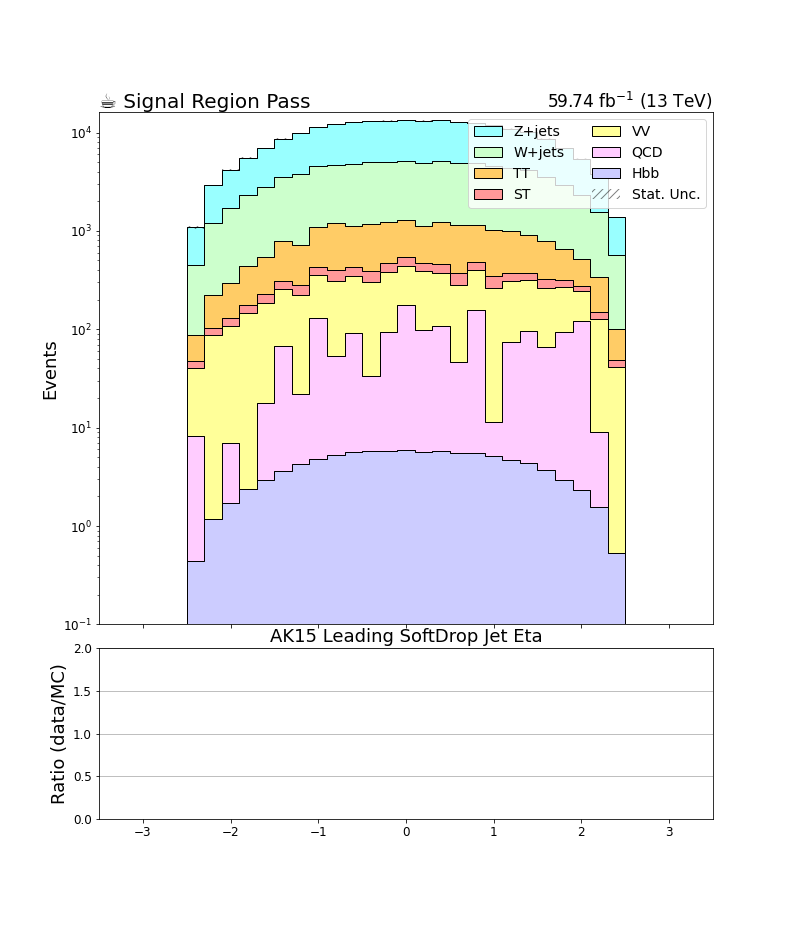 ☕ Signal Region Pass
59.74 fb⁻¹ (13 TeV)
Z+jets
W+jets
TT
ST
VV
QCD
Hbb
Stat. Unc.
Events
10⁴
10³
10²
10¹
10⁰
10⁻¹
AK15 Leading SoftDrop Jet Eta
Ratio (data/MC)
2.0
1.5
1.0
0.5
0.0
−3 −2 −1 0 1 2 3